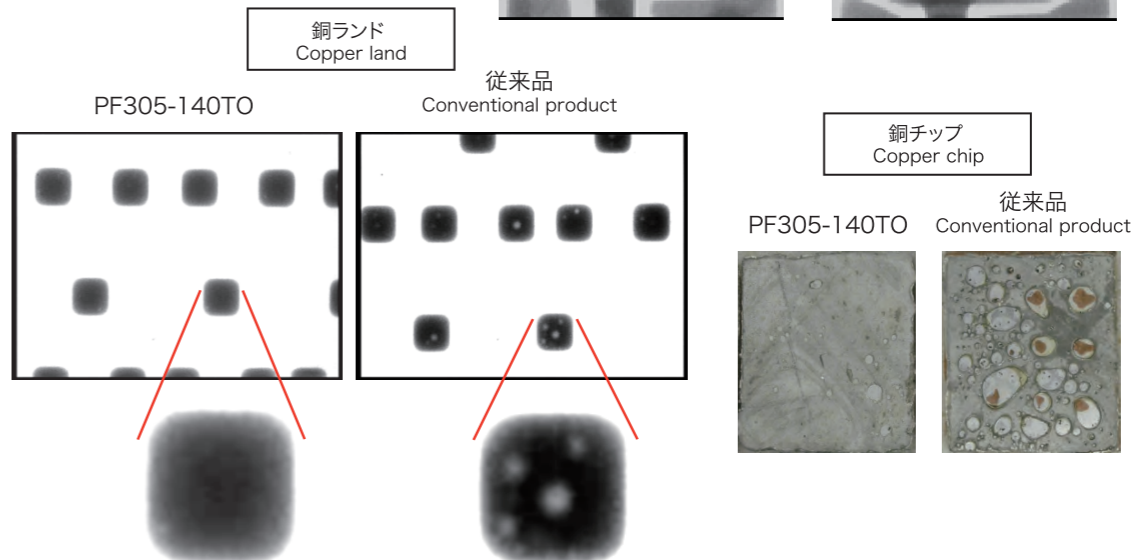 銅ランド
Copper land
PF305-140TO
従来品
Conventional product
銅チップ
Copper chip
PF305-140TO
従来品
Conventional product